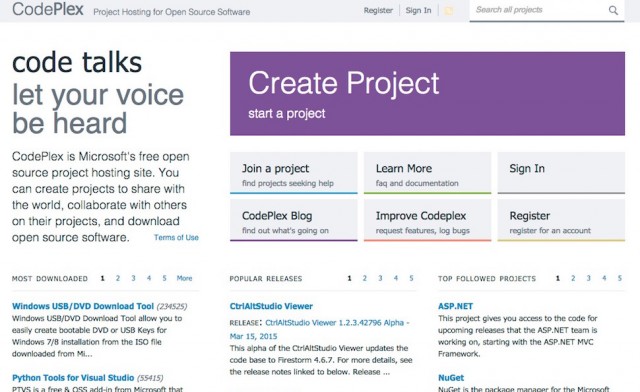 CodePlex Project Hosting for Open Source Software
Register Sign In Search all projects
code talks
let your voice
be heard
CodePlex is Microsoft's free open
source project hosting site. You
can create projects to share with
the world, collaborate with others
on their projects, and download
open source software. Terms of Use
Create Project
start a project
Join a project
find projects seeking help
Learn More
faq and documentation
Sign In
CodePlex Blog
find out what's going on
Improve Codeplex
request features, log bugs
Register
register for an account
MOST DOWNLOADED 1 2 3 4 5 More
Windows USB/DVD Download Tool (234525)
Windows USB/DVD Download Tool allow you to
easily create bootable DVD or USB Keys for
Windows 7/8 installation from the ISO file
downloaded from Mi...
Python Tools for Visual Studio (55415)
PTVS is a free & OSS add-in from Microsoft that
POPULAR RELEASES 1 2 3 4 5
CtrlAltStudio Viewer
RELEASE: CtrlAltStudio Viewer 1.2.3.42796 Alpha -
Mar 15, 2015
This alpha of the CtrlAltStudio Viewer updates the
code base to Firestorm 4.6.7. For more details, see
the release notes linked to below. Release ...
TOP FOLLOWED PROJECTS 1 2 3 4 5
ASP.NET
This project gives you access to the code for
upcoming releases that the ASP.NET team is
working on, starting with the ASP.NET MVC
Framework.
NuGet
NuGet is the package manager for the Microsoft